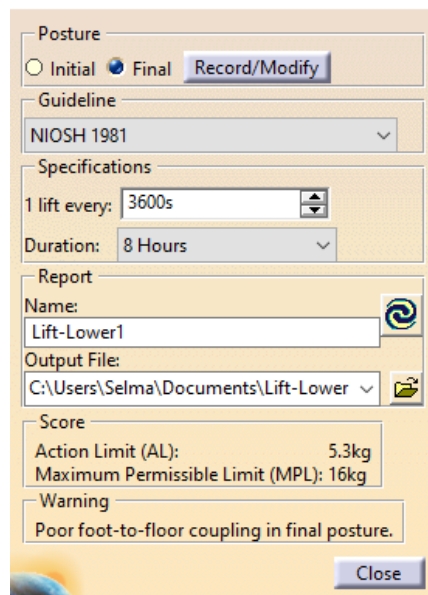 Posture
Initial Final Record/Modify
Guideline
NIOSH 1981
Specifications
1 lift every: 3600s
Duration: 8 Hours
Report
Name:
Lift-Lower1
Output File:
C:\Users\Selma\Documents\Lift-Lower
Score
Action Limit (AL): 5.3kg
Maximum Permissible Limit (MPL): 16kg
Warning
Poor foot-to-floor coupling in final posture.
Close